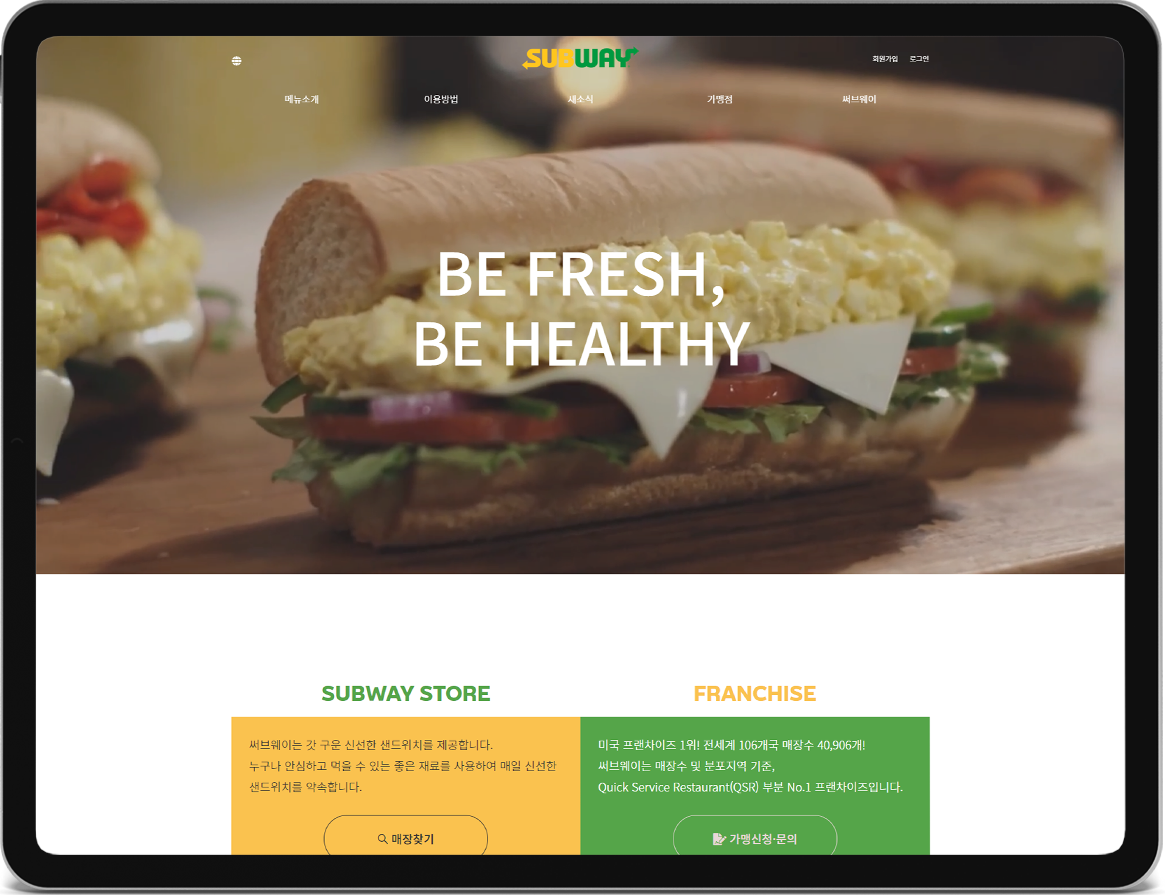 SUBWAY
회원가입 로그인
메뉴소개 이용방법 새소식 가맹점 써브웨이
BE FRESH,
BE HEALTHY
SUBWAY STORE
써브웨이는 갓 구운 신선한 샌드위치를 제공합니다.
누구나 안심하고 먹을 수 있는 좋은 재료를 사용하여 매일 신선한
샌드위치를 약속합니다.
매장찾기
FRANCHISE
미국 프랜차이즈 1위! 전세계 106개국 매장수 40,906개!
써브웨이는 매장수 및 분포지역 기준,
Quick Service Restaurant(QSR) 부분 No.1 프랜차이즈입니다.
가맹신청·문의